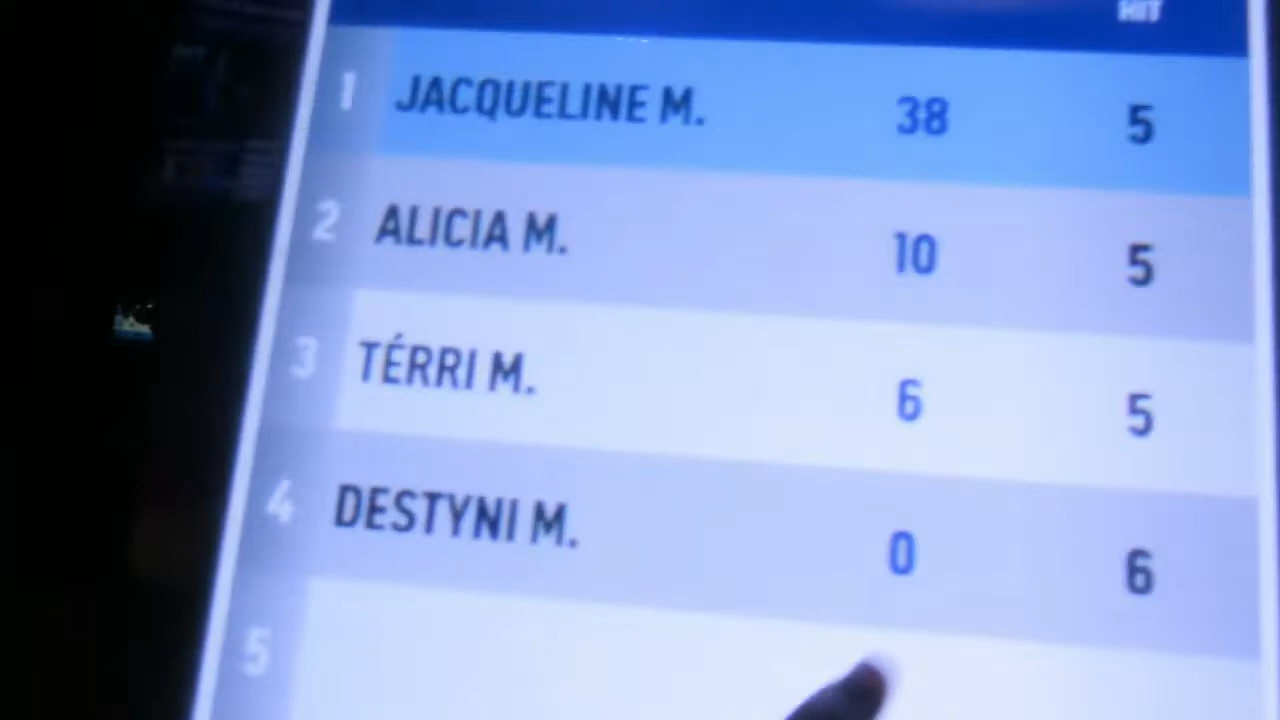 HIT
1 JACQUELINE M. 38 5
2 ALICIA M. 10 5
3 TÉRRI M. 6 5
4 DESTYNI M. 0 6
5